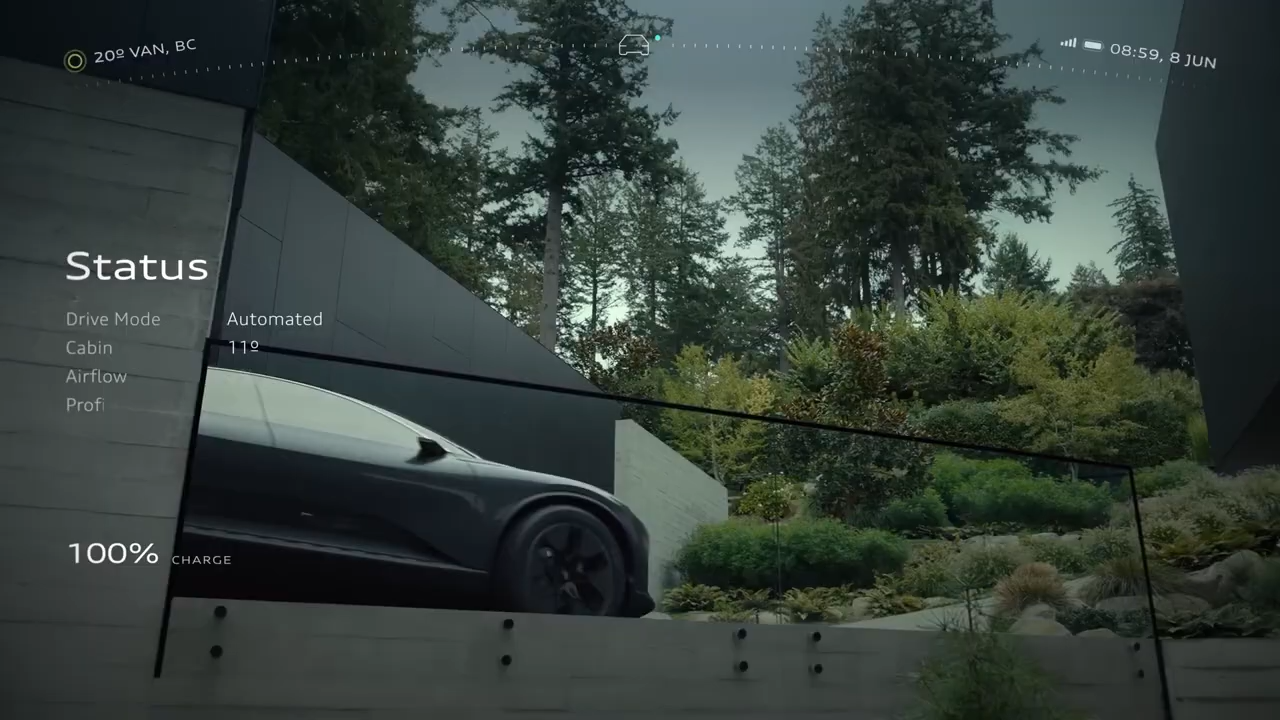 20º VAN, BC
08:59, 8 JUN
Status
Drive Mode Automated
Cabin 11º
Airflow
Profi
100% CHARGE